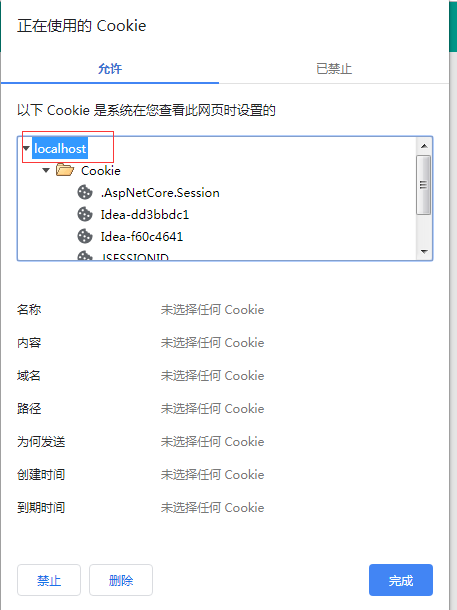 正在使用的 Cookie
允许
已禁止
以下 Cookie 是系统在您查看此网页时设置的
localhost
Cookie
.AspNetCore.Session
Idea-dd3bbdc1
Idea-f60c4641
JSESSIONID
名称 未选择任何 Cookie
内容 未选择任何 Cookie
域名 未选择任何 Cookie
路径 未选择任何 Cookie
为何发送 未选择任何 Cookie
创建时间 未选择任何 Cookie
到期时间 未选择任何 Cookie
禁止 删除 完成